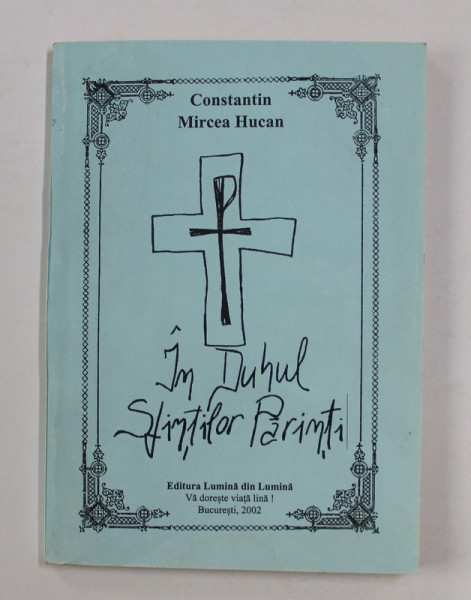 Constantin
Mircea Hucan
În Duhul
Sfinților Părinți
Editura Lumină din Lumină
Vă dorește viață lină !
București, 2002